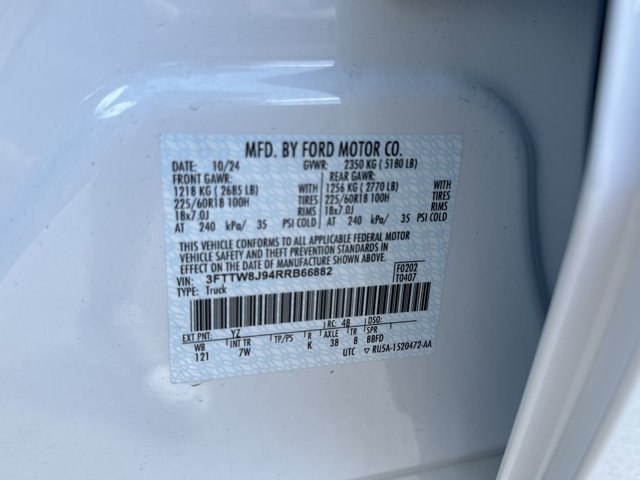 MFD. BY FORD MOTOR CO.
DATE: 10/24 GVWR: 2350 KG ( 5180 LB)
FRONT GAWR: REAR GAWR:
1218 KG ( 2685 LB) WITH 1256 KG ( 2770 LB) WITH
225/60R18 100H TIRES 225/60R18 100H TIRES
18x7.0J RIMS 18x7.0J RIMS
AT 240 kPa/ 35 PSI COLD AT 240 kPa/ 35 PSI COLD
THIS VEHICLE CONFORMS TO ALL APPLICABLE FEDERAL MOTOR
VEHICLE SAFETY AND THEFT PREVENTION STANDARDS IN
EFFECT ON THE DATE OF MANUFACTURE SHOWN ABOVE.
VIN: 3FTTW8J94RRB66882 F0202
TYPE: Truck T0407
EXT PNT: YZ RC: 48 DSO:
WB INT TR TP/PS R AXLE TR SPR
121 7W K 38 8 BBFD
UTC ▽ RU5A-1520472-AA